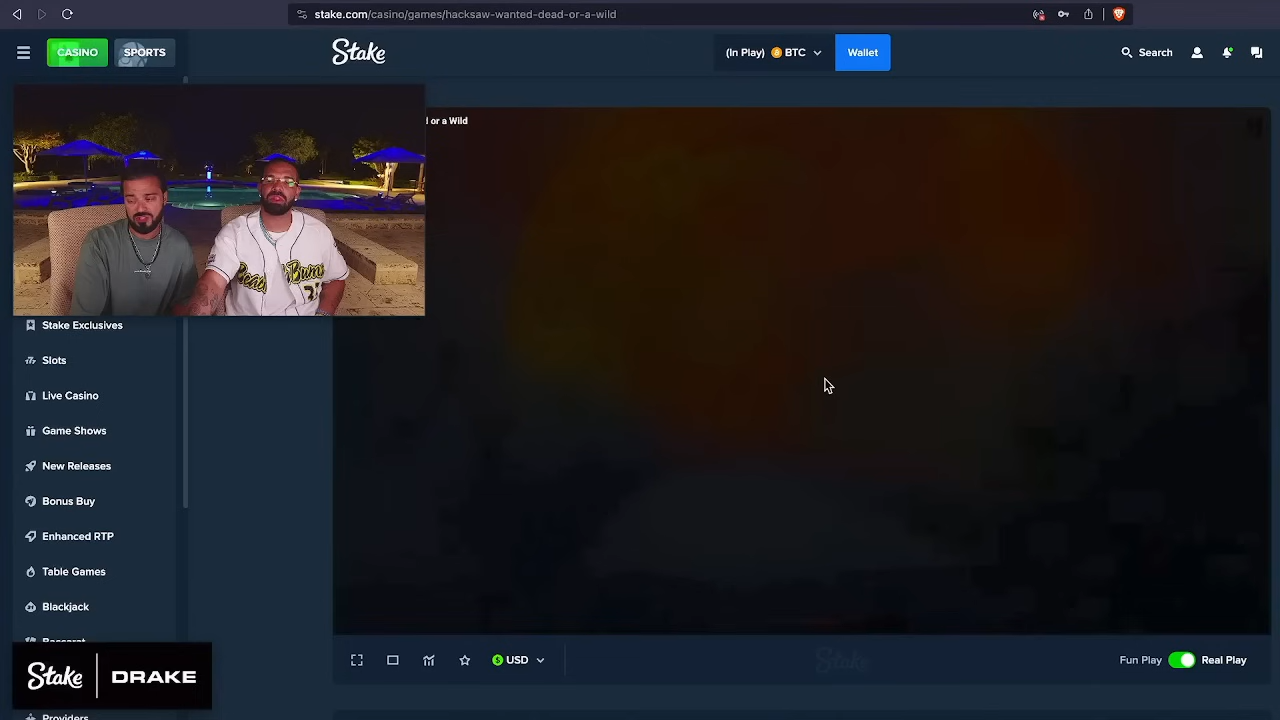 stake.com/casino/games/hacksaw-wanted-dead-or-a-wild
CASINO
SPORTS
Stake
(In Play) BTC
Wallet
Search
d or a Wild
Stake Exclusives
Slots
Live Casino
Game Shows
New Releases
Bonus Buy
Enhanced RTP
Table Games
Blackjack
Baccarat
Providers
Stake
DRAKE
USD
Stake
Fun Play
Real Play